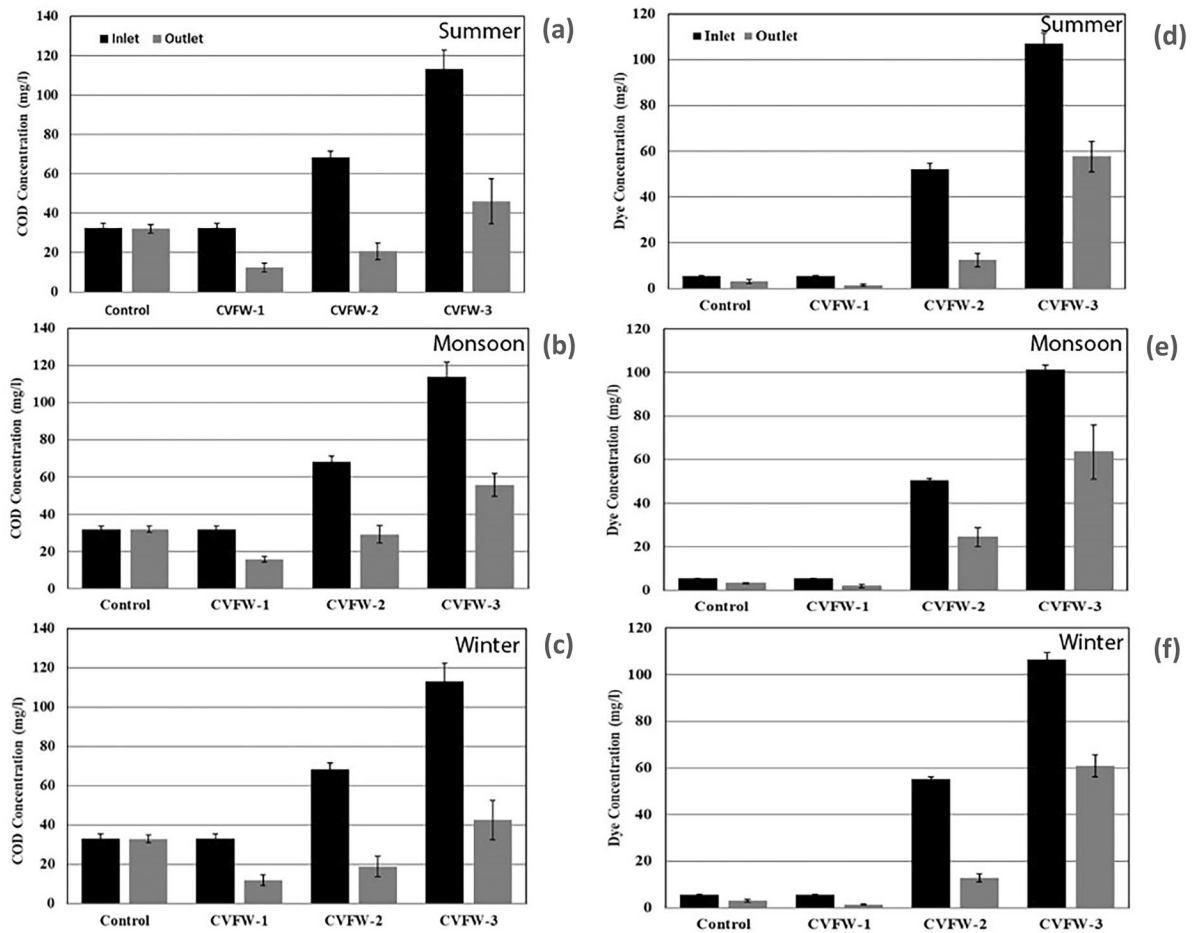 Summer
(a)
Inlet Outlet
COD Concentration (mg/l)
140
120
100
80
60
40
20
0
Control CVFW-1 CVFW-2 CVFW-3
Monsoon
(b)
COD Concentration (mg/l)
140
120
100
80
60
40
20
0
Control CVFW-1 CVFW-2 CVFW-3
Winter
(c)
COD Concentration (mg/l)
140
120
100
80
60
40
20
0
Control CVFW-1 CVFW-2 CVFW-3
Summer
(d)
Inlet Outlet
Dye Concentration (mg/l)
120
100
80
60
40
20
0
Control CVFW-1 CVFW-2 CVFW-3
Monsoon
(e)
Dye Concentration (mg/l)
120
100
80
60
40
20
0
Control CVFW-1 CVFW-2 CVFW-3
Winter
(f)
Dye Concentration (mg/l)
120
100
80
60
40
20
0
Control CVFW-1 CVFW-2 CVFW-3